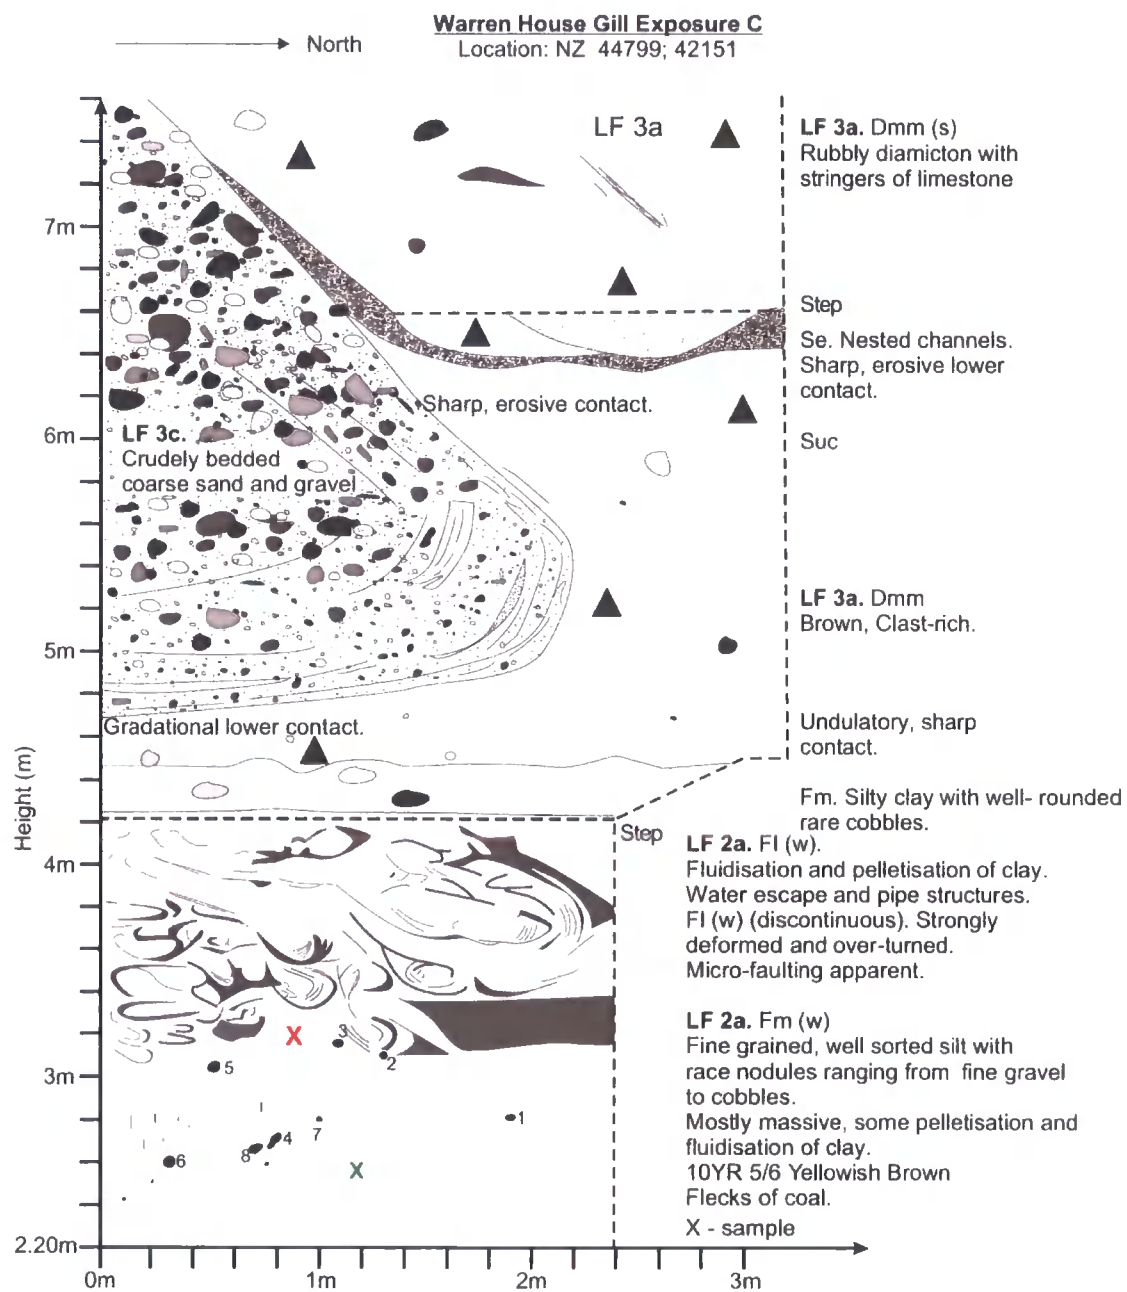 Warren House Gill Exposure C
North
Location: NZ 44799; 42151
LF 3a
LF 3a. Dmm (s)
Rubbly diamicton with
stringers of limestone
7m
Step
Se. Nested channels.
Sharp, erosive lower
contact.
Sharp, erosive contact.
6m
LF 3c.
Crudely bedded
coarse sand and gravel
Suc
LF 3a. Dmm
Brown, Clast-rich.
5m
Gradational lower contact.
Undulatory, sharp
contact.
Height (m)
Fm. Silty clay with well- rounded
rare cobbles.
Step
LF 2a. Fl (w).
Fluidisation and pelletisation of clay.
Water escape and pipe structures.
Fl (w) (discontinuous). Strongly
deformed and over-turned.
Micro-faulting apparent.
4m
LF 2a. Fm (w)
Fine grained, well sorted silt with
race nodules ranging from fine gravel
to cobbles.
Mostly massive, some pelletisation and
fluidisation of clay.
10YR 5/6 Yellowish Brown
Flecks of coal.
X - sample
X
3
2
5
3m
1
7
4
8
6
X
2.20m
0m
1m
2m
3m